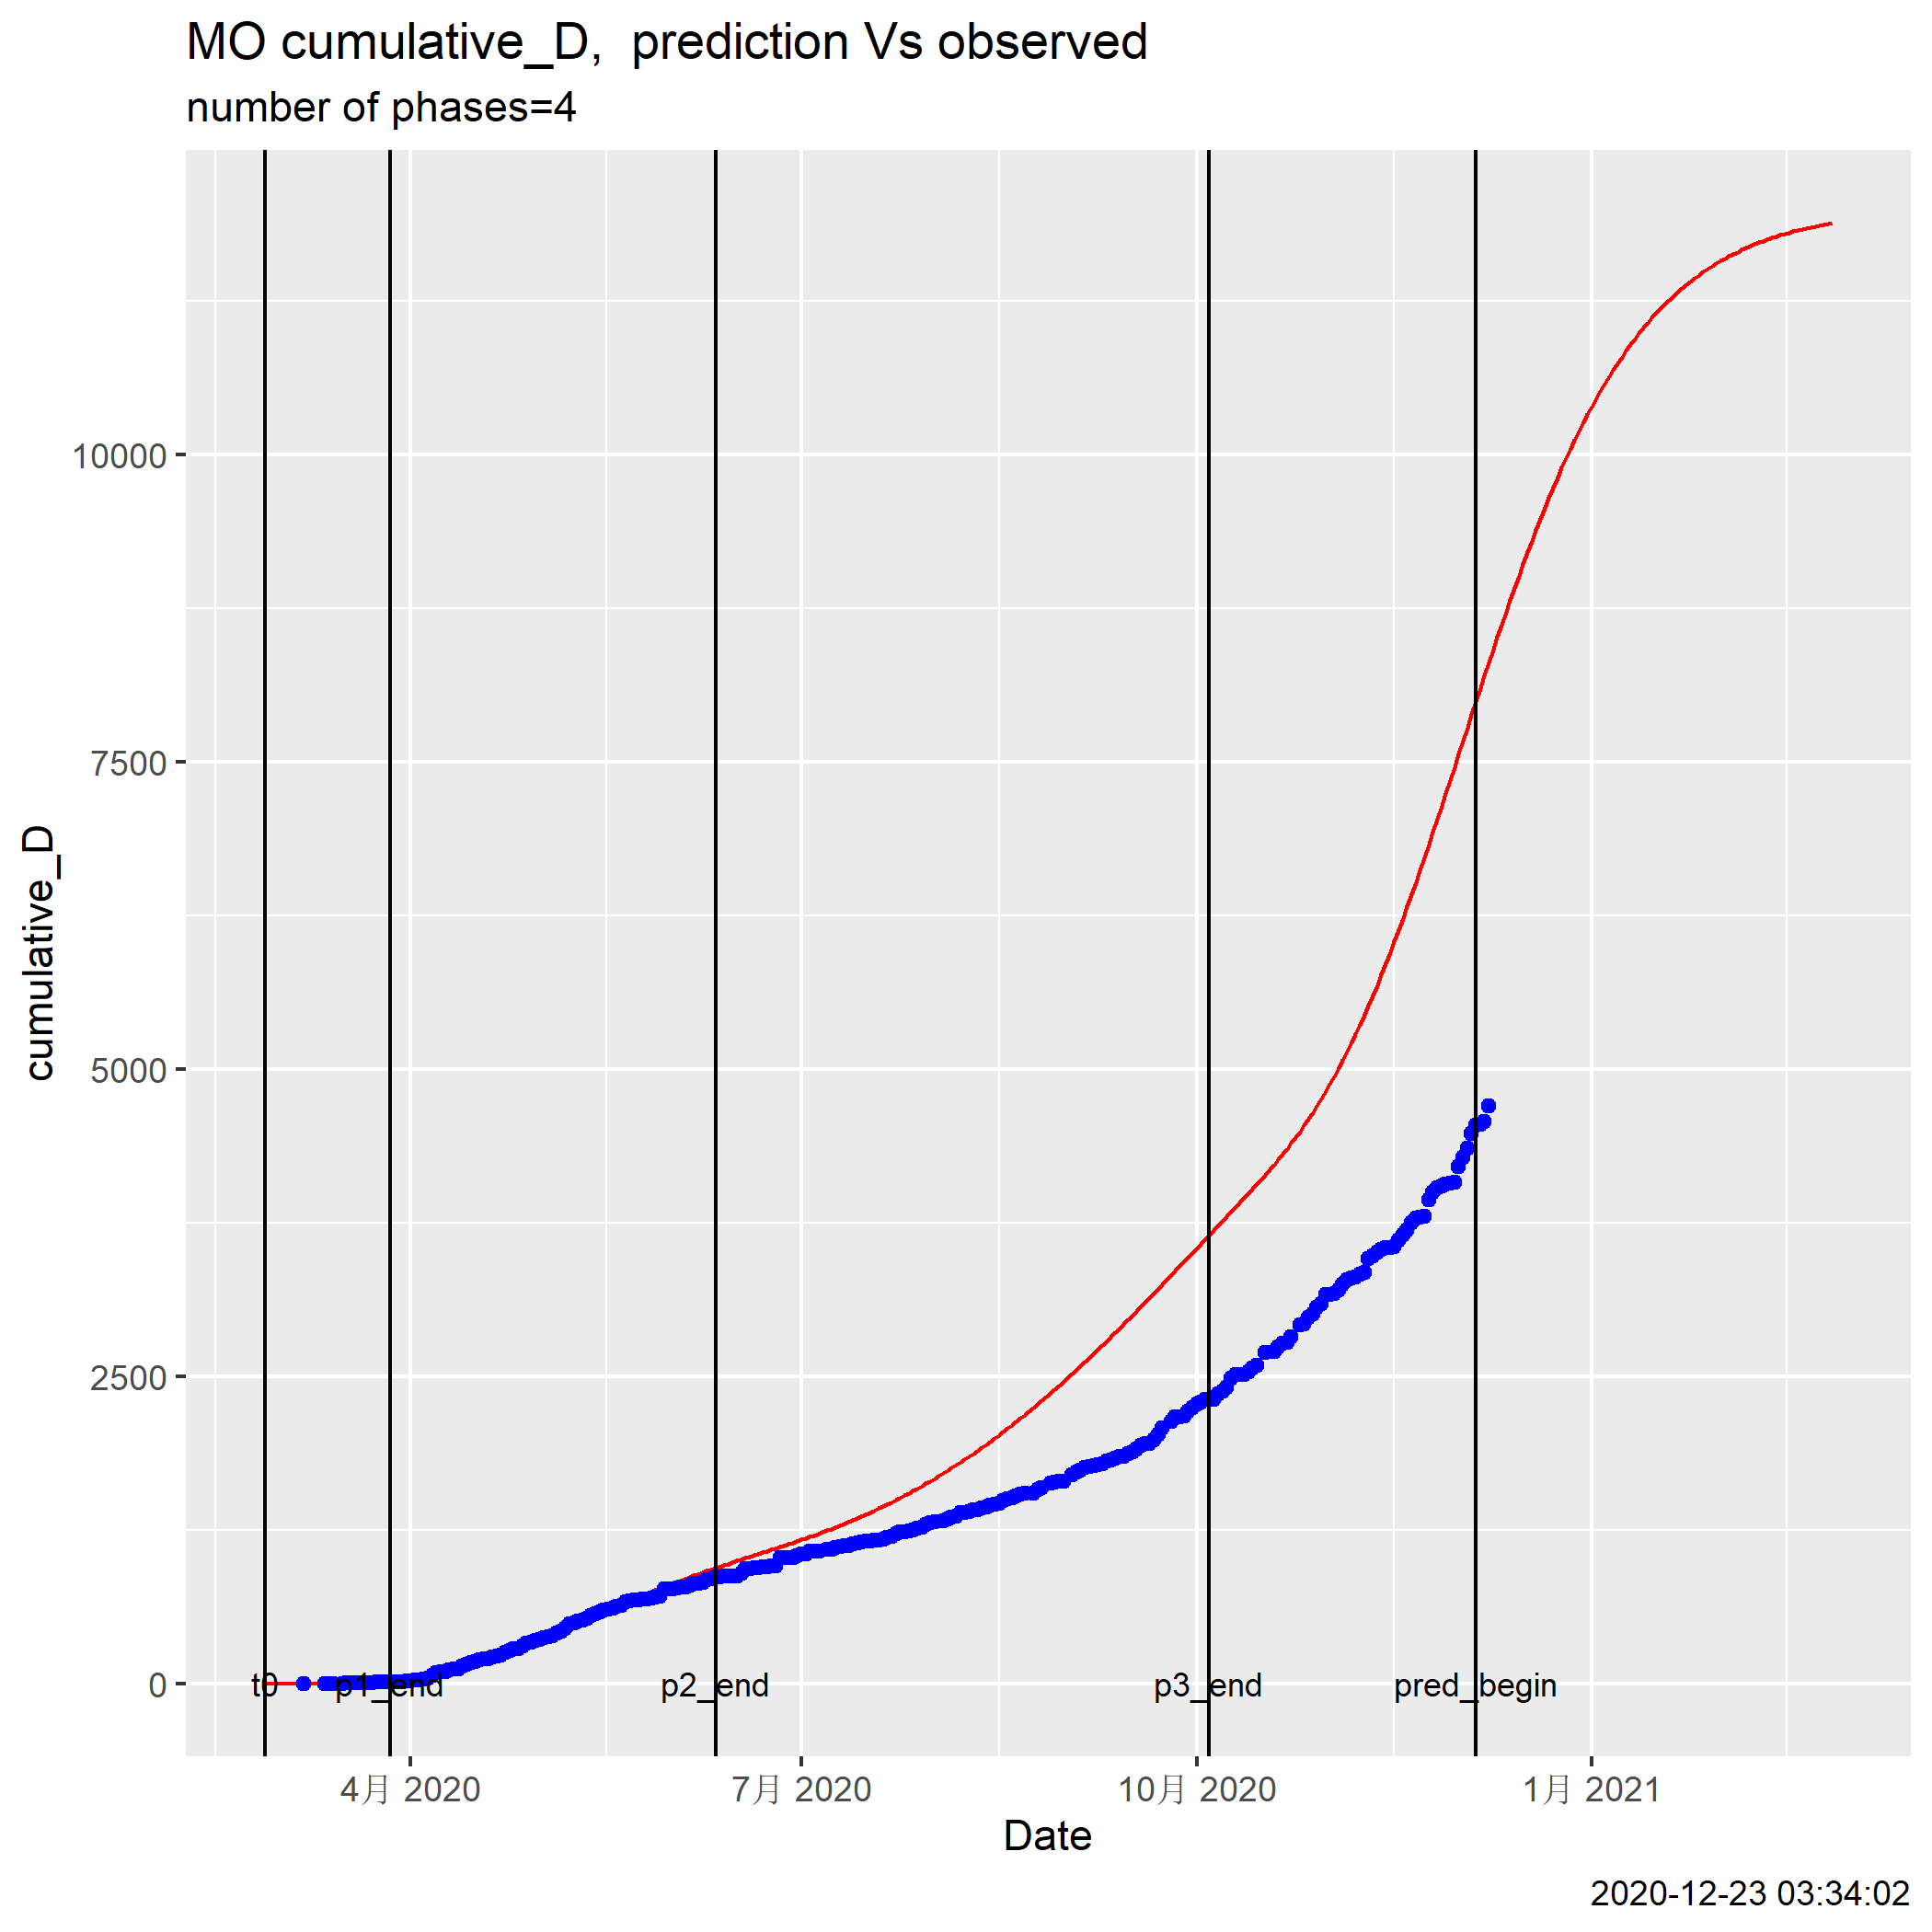 MO cumulative_D,  prediction Vs observed
number of phases=4
cumulative_D
10000
7500
5000
2500
0
t0
p1_end
p2_end
p3_end
pred_begin
4月 2020
7月 2020
10月 2020
1月 2021
Date
2020-12-23 03:34:02